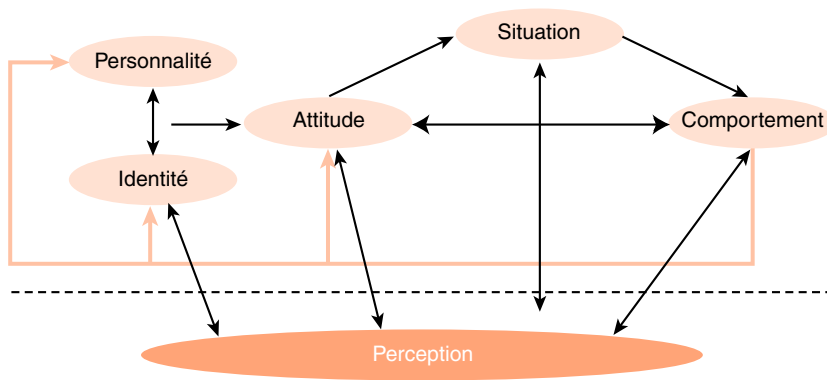 Situation
Personnalité
Attitude
Comportement
Identité
Perception